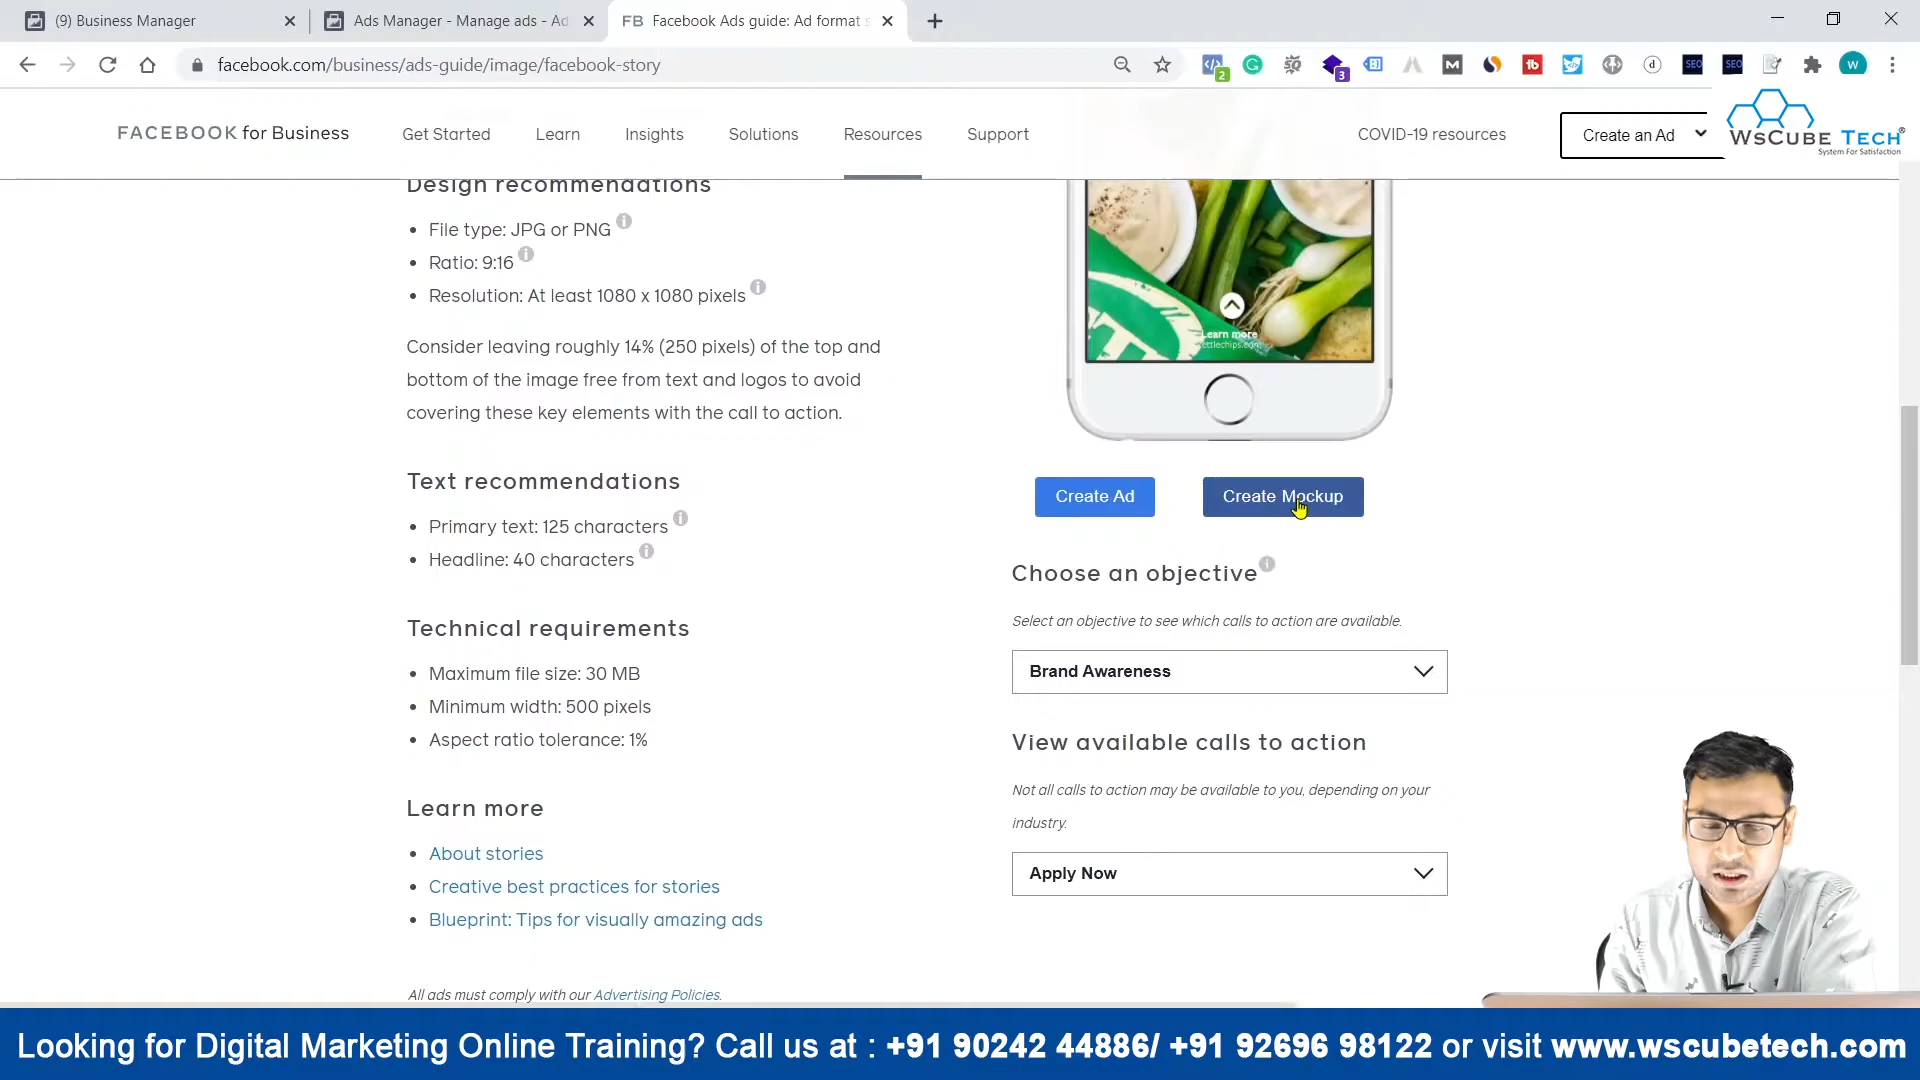 (9) Business Manager
Ads Manager - Manage ads - Ad
FB Facebook Ads guide: Ad format s
facebook.com/business/ads-guide/image/facebook-story
FACEBOOK for Business
Get Started
Learn
Insights
Solutions
Resources
Support
COVID-19 resources
Create an Ad
WsCube Tech®
System For Satisfaction
Design recommendations
File type: JPG or PNG
Ratio: 9:16
Resolution: At least 1080 x 1080 pixels
Consider leaving roughly 14% (250 pixels) of the top and
bottom of the image free from text and logos to avoid
covering these key elements with the call to action.
Text recommendations
Primary text: 125 characters
Headline: 40 characters
Technical requirements
Maximum file size: 30 MB
Minimum width: 500 pixels
Aspect ratio tolerance: 1%
Learn more
About stories
Creative best practices for stories
Blueprint: Tips for visually amazing ads
All ads must comply with our Advertising Policies.
Learn more
Create Ad
Create Mockup
Choose an objective
Select an objective to see which calls to action are available.
Brand Awareness
View available calls to action
Not all calls to action may be available to you, depending on your
industry.
Apply Now
Looking for Digital Marketing Online Training? Call us at : +91 90242 44886/ +91 92696 98122 or visit www.wscubetech.com